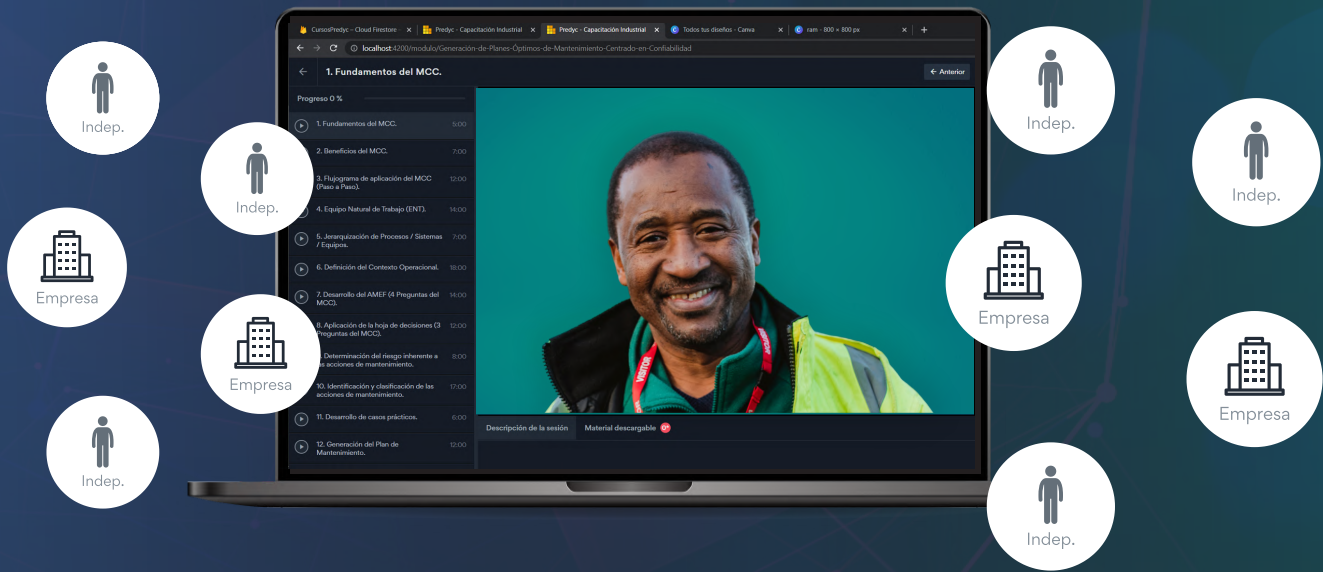 CursosPredyc – Cloud Firestore
Predyc - Capacitación Industrial
Predyc - Capacitación Industrial
Todos tus diseños - Canva
ram - 800 × 800 px
localhost:4200/modulo/Generación-de-Planes-Óptimos-de-Mantenimiento-Centrado-en-Confiabilidad
1. Fundamentos del MCC.
← Anterior
Progreso 0 %
1. Fundamentos del MCC. 5:00
2. Beneficios del MCC. 7:00
3. Flujograma de aplicación del MCC 12:00
(Paso a Paso).
4. Equipo Natural de Trabajo (ENT). 14:00
5. Jerarquización de Procesos / Sistemas 7:00
/ Equipos.
6. Definición del Contexto Operacional. 18:00
7. Desarrollo del AMEF (4 Preguntas del 14:00
MCC).
8. Aplicación de la hoja de decisiones (3 12:00
Preguntas del MCC).
. Determinación del riesgo inherente a 8:00
as acciones de mantenimiento.
10. Identificación y clasificación de las 17:00
acciones de mantenimiento.
11. Desarrollo de casos prácticos. 6:00
12. Generación del Plan de 12:00
Mantenimiento.
VISITOR
Descripción de la sesión
Material descargable
Indep.
Indep.
Empresa
Empresa
Indep.
Indep.
Indep.
Empresa
Empresa
Indep.